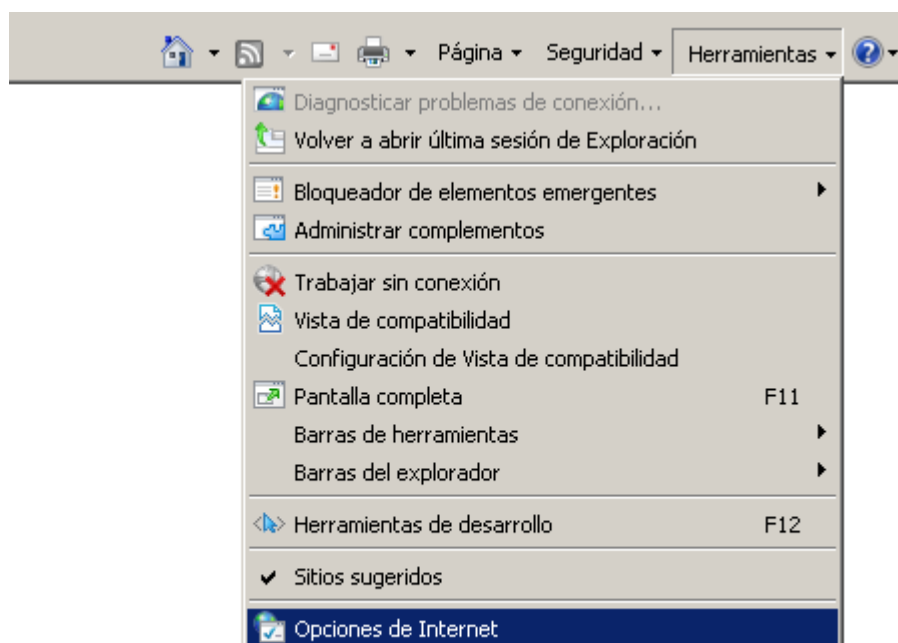 Página Seguridad Herramientas
Diagnosticar problemas de conexión...
Volver a abrir última sesión de Exploración
Bloqueador de elementos emergentes
Administrar complementos
Trabajar sin conexión
Vista de compatibilidad
Configuración de Vista de compatibilidad
Pantalla completa F11
Barras de herramientas
Barras del explorador
Herramientas de desarrollo F12
Sitios sugeridos
Opciones de Internet